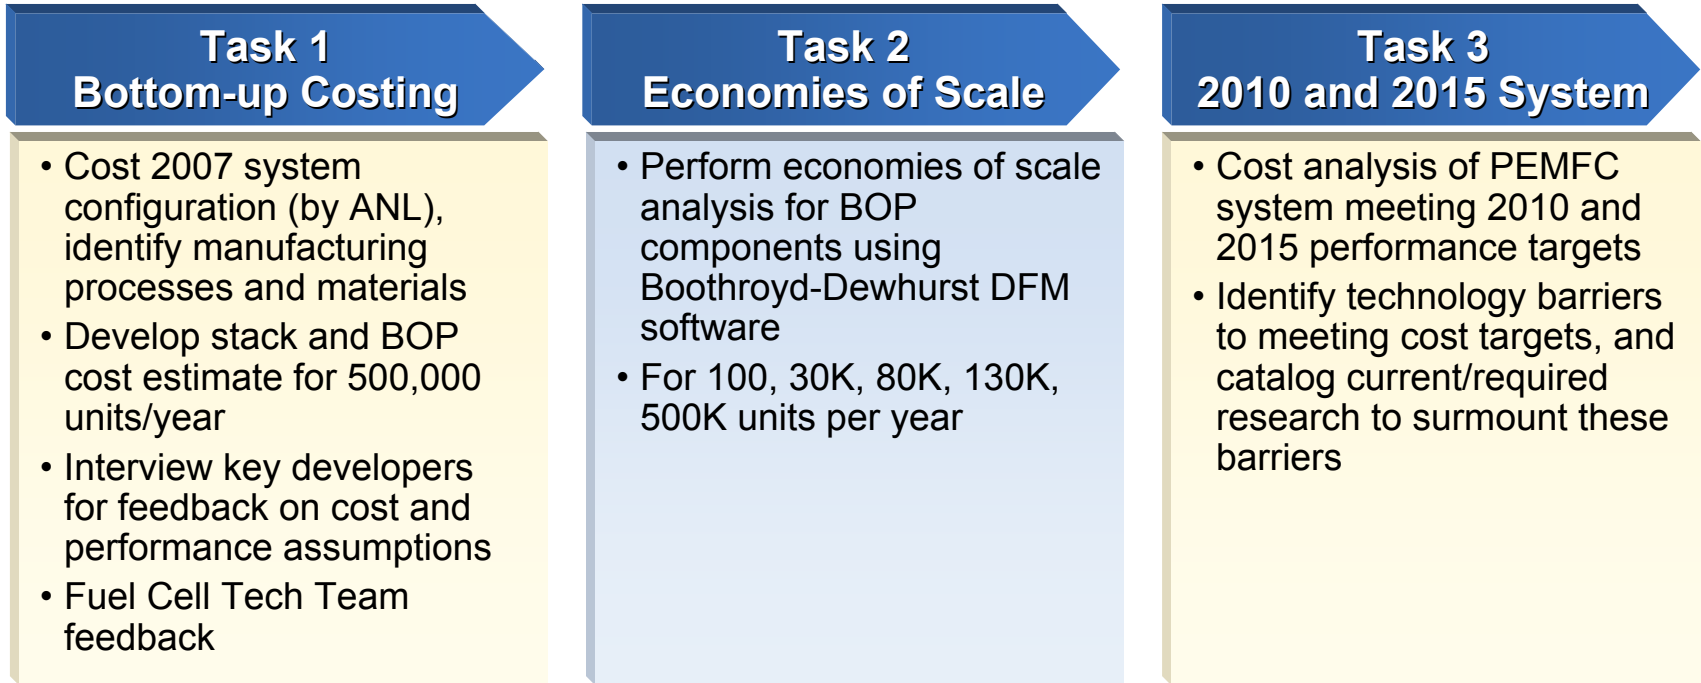 Task 1
Bottom-up Costing
• Cost 2007 system
configuration (by ANL),
identify manufacturing
processes and materials
• Develop stack and BOP
cost estimate for 500,000
units/year
• Interview key developers
for feedback on cost and
performance assumptions
• Fuel Cell Tech Team
feedback
Task 2
Economies of Scale
• Perform economies of scale
analysis for BOP
components using
Boothroyd-Dewhurst DFM
software
• For 100, 30K, 80K, 130K,
500K units per year
Task 3
2010 and 2015 System
• Cost analysis of PEMFC
system meeting 2010 and
2015 performance targets
• Identify technology barriers
to meeting cost targets, and
catalog current/required
research to surmount these
barriers